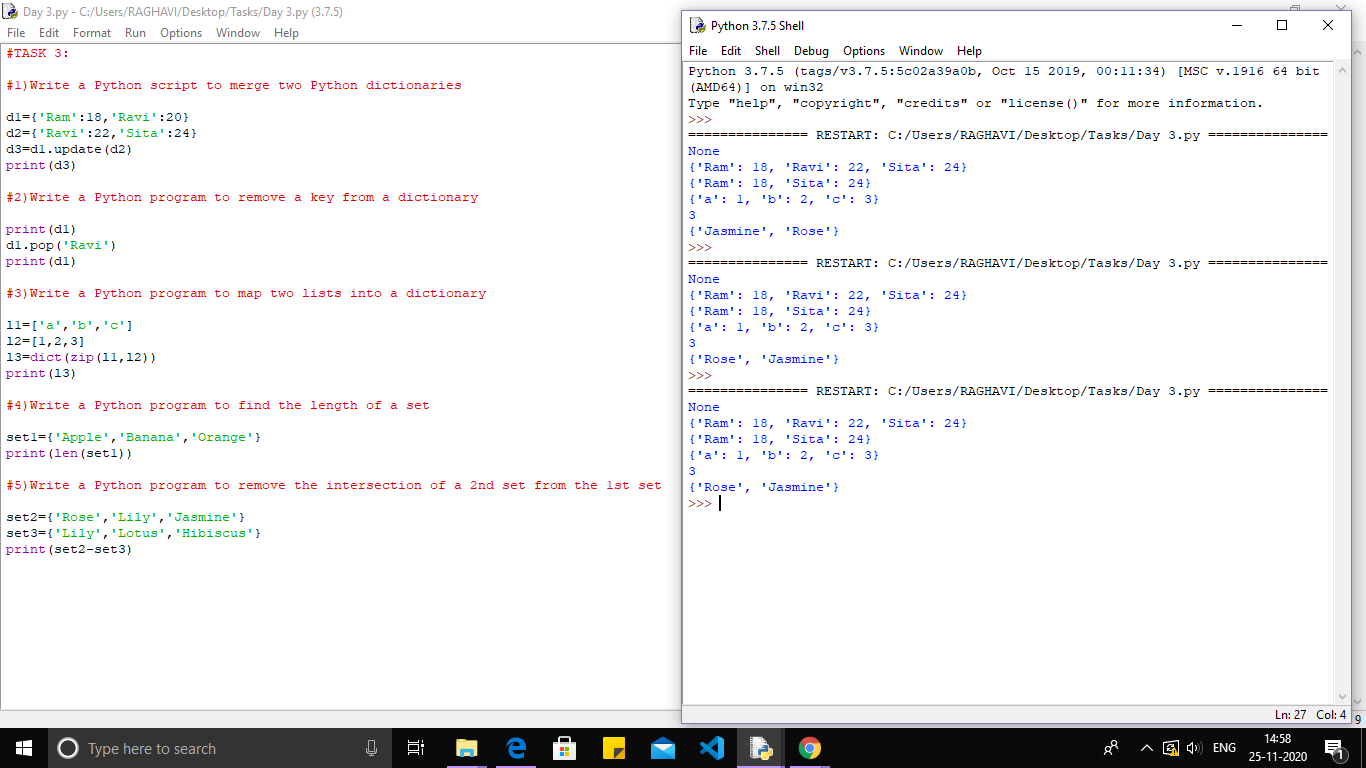 Day 3.py - C:/Users/RAGHAVI/Desktop/Tasks/Day 3.py (3.7.5)
File Edit Format Run Options Window Help
#TASK 3:
#1)Write a Python script to merge two Python dictionaries
d1={'Ram':18,'Ravi':20}
d2={'Ravi':22,'Sita':24}
d3=d1.update(d2)
print(d3)
#2)Write a Python program to remove a key from a dictionary
print(d1)
d1.pop('Ravi')
print(d1)
#3)Write a Python program to map two lists into a dictionary
l1=['a','b','c']
l2=[1,2,3]
l3=dict(zip(l1,l2))
print(l3)
#4)Write a Python program to find the length of a set
set1={'Apple','Banana','Orange'}
print(len(set1))
#5)Write a Python program to remove the intersection of a 2nd set from the 1st set
set2={'Rose','Lily','Jasmine'}
set3={'Lily','Lotus','Hibiscus'}
print(set2-set3)
Python 3.7.5 Shell
File Edit Shell Debug Options Window Help
Python 3.7.5 (tags/v3.7.5:5c02a39a0b, Oct 15 2019, 00:11:34) [MSC v.1916 64 bit
(AMD64)] on win32
Type "help", "copyright", "credits" or "license()" for more information.
>>>
=============== RESTART: C:/Users/RAGHAVI/Desktop/Tasks/Day 3.py ===============
None
{'Ram': 18, 'Ravi': 22, 'Sita': 24}
{'Ram': 18, 'Sita': 24}
{'a': 1, 'b': 2, 'c': 3}
3
{'Jasmine', 'Rose'}
>>>
=============== RESTART: C:/Users/RAGHAVI/Desktop/Tasks/Day 3.py ===============
None
{'Ram': 18, 'Ravi': 22, 'Sita': 24}
{'Ram': 18, 'Sita': 24}
{'a': 1, 'b': 2, 'c': 3}
3
{'Rose', 'Jasmine'}
>>>
=============== RESTART: C:/Users/RAGHAVI/Desktop/Tasks/Day 3.py ===============
None
{'Ram': 18, 'Ravi': 22, 'Sita': 24}
{'Ram': 18, 'Sita': 24}
{'a': 1, 'b': 2, 'c': 3}
3
{'Rose', 'Jasmine'}
>>>
Ln: 27 Col: 4
9
Type here to search
ENG
14:58
25-11-2020
1